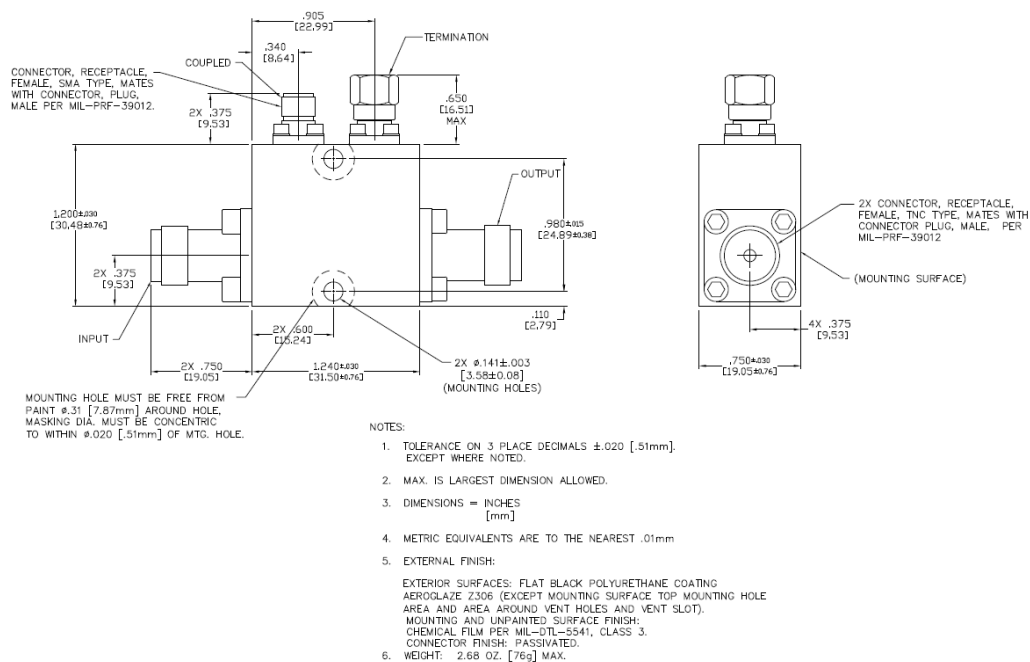 .905
[22.99]
.340
[8.64]
TERMINATION
COUPLED
CONNECTOR, RECEPTACLE,
FEMALE, SMA TYPE, MATES
WITH CONNECTOR, PLUG,
MALE PER MIL-PRF-39012.
2X .375
[9.53]
.650
[16.51]
MAX
OUTPUT
1.200±.030
[30.48±0.76]
.980±.015
[24.89±0.38]
2X .375
[9.53]
INPUT
2X .600
[15.24]
.110
[2.79]
2X .750
[19.05]
1.240±.030
[31.50±0.76]
2X ø.141±.003
[3.58±0.08]
(MOUNTING HOLES)
MOUNTING HOLE MUST BE FREE FROM
PAINT ø.31 [7.87mm] AROUND HOLE,
MASKING DIA. MUST BE CONCENTRIC
TO WITHIN ø.020 [.51mm] OF MTG. HOLE.
2X CONNECTOR, RECEPTACLE,
FEMALE, TNC TYPE, MATES WITH
CONNECTOR PLUG, MALE, PER
MIL-PRF-39012
(MOUNTING SURFACE)
4X .375
[9.53]
.750±.030
[19.05±0.76]
NOTES:
1. TOLERANCE ON 3 PLACE DECIMALS ±.020 [.51mm].
EXCEPT WHERE NOTED.
2. MAX. IS LARGEST DIMENSION ALLOWED.
3. DIMENSIONS = INCHES
[mm]
4. METRIC EQUIVALENTS ARE TO THE NEAREST .01mm
5. EXTERNAL FINISH:
EXTERIOR SURFACES: FLAT BLACK POLYURETHANE COATING
AEROGLAZE Z306 (EXCEPT MOUNTING SURFACE TOP MOUNTING HOLE
AREA AND AREA AROUND VENT HOLES AND VENT SLOT).
MOUNTING AND UNPAINTED SURFACE FINISH:
CHEMICAL FILM PER MIL-DTL-5541, CLASS 3.
CONNECTOR FINISH: PASSIVATED.
6. WEIGHT: 2.68 OZ. [76g] MAX.